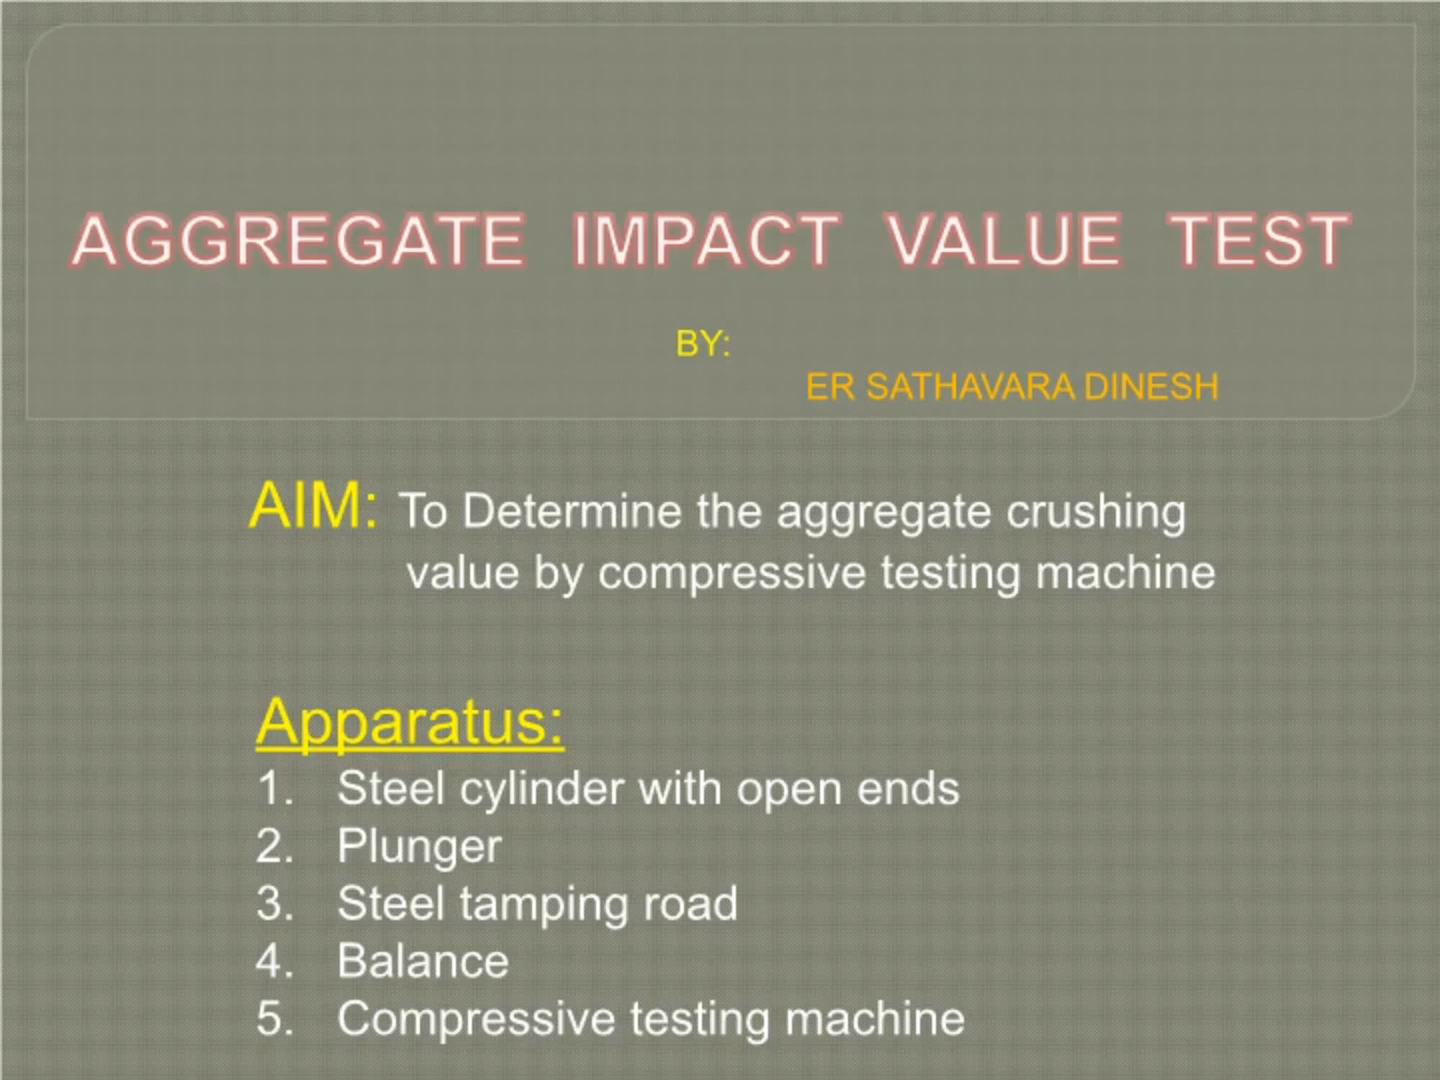 AGGREGATE IMPACT VALUE TEST
BY:
ER SATHAVARA DINESH
AIM: To Determine the aggregate crushing
value by compressive testing machine
Apparatus:
1. Steel cylinder with open ends
2. Plunger
3. Steel tamping road
4. Balance
5. Compressive testing machine